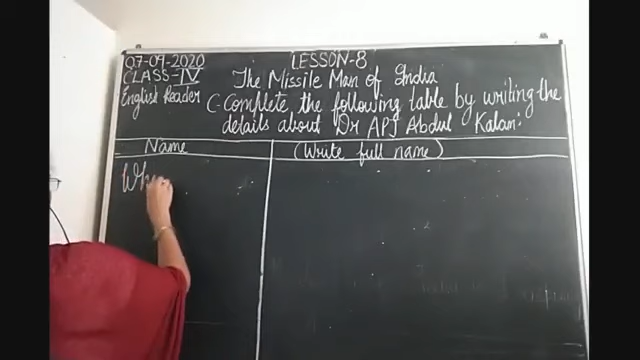 07-09-2020 LESSON-8
CLASS-IV The Missile Man of India
English Reader C-Complete the following table by writing the
details about Dr APJ Abdul Kalam:
Name (Write full name)
Wh